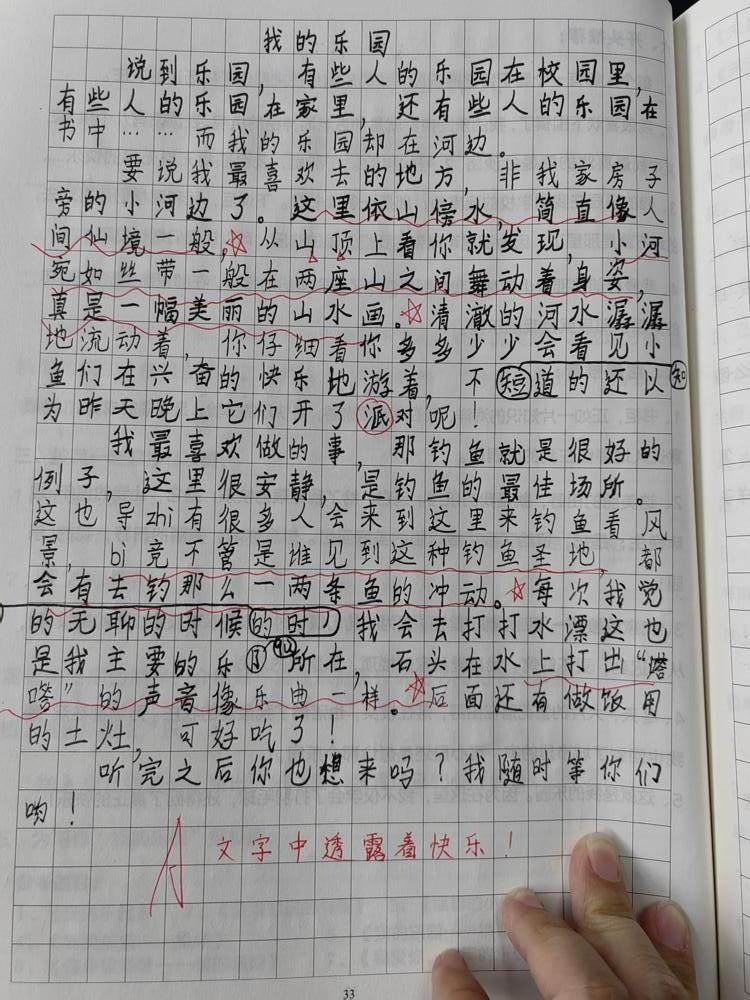 我的乐园
说到乐园，有些人的乐园在校园里，
有些人的乐园，在家里，还有些人的乐园，在
书中……而我的乐园却在河边。
要说我最喜欢去的地方，非我家房子
旁的小河边了。这里依山傍水，简直像人
间仙境一般，从山顶上看你就发现，小河
宛如丝带一般在两座山之间舞动着身姿，
真是一幅美丽的山水画。清澈的河水潺潺
地流动着，你仔细看你多多少少会看见小
鱼们在兴奋的快乐地游着，不短道的还以 知
为昨天晚上它们开了派对呢！
我最喜欢做的事，那钓鱼就是很好的
例子，这里很安静，是钓鱼的最佳场所。
这也导zhi有很多人会来到这里来钓鱼看风
景，bi竟不管是谁见到这种钓鱼圣地，都
会有去钓那么一两条鱼的冲动。每次我觉
的无聊的时候的时，我会去打打水漂这也
是我主要的乐所在，石头在水上打出“嗒
嗒”的声音像乐曲一样。后面还有做饭用
的土灶，可好吃了！
听完之后你也想来吗？我随时等你们
哟！
文字中透露着快乐！
33